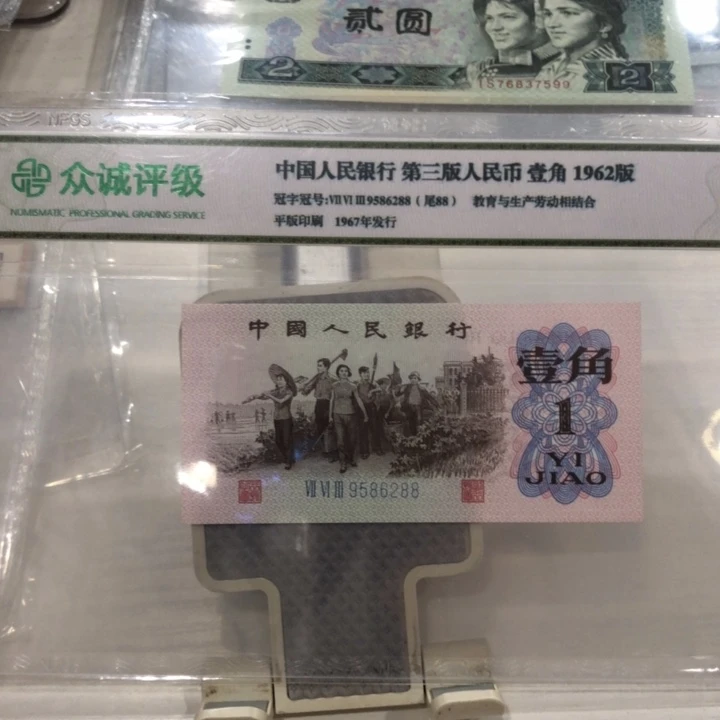 贰圆
2
IS76837599
2
NPGS
众诚评级
NUMISMATIC PROFESSIONAL GRADING SERVICE
中国人民银行 第三版人民币 壹角 1962版
冠字冠号:Ⅶ Ⅵ Ⅲ 9586288 ( 尾88 ) 教育与生产劳动相结合
平版印刷 1967年发行
中國人民銀行
壹角
1
YI
JIAO
Ⅶ Ⅵ Ⅲ 9586288